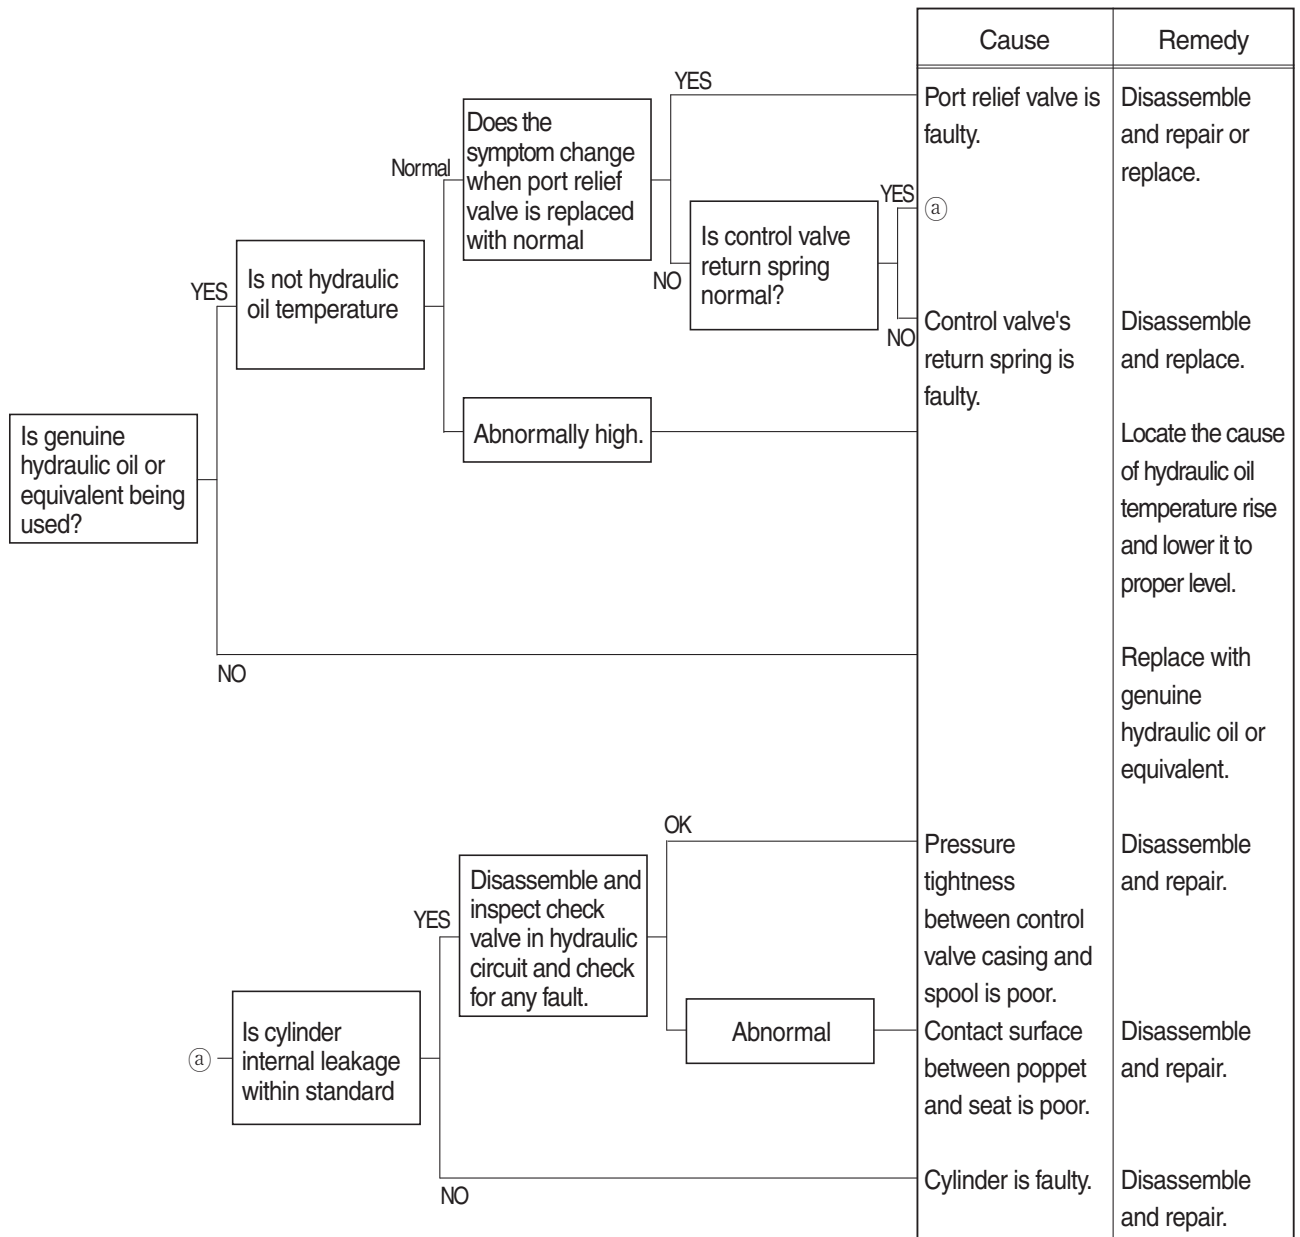 Cause
Remedy
YES
Port relief valve is
faulty.
Disassemble
and repair or
replace.
Does the
symptom change
when port relief
valve is replaced
with normal
Normal
YES
ⓐ
Is control valve
return spring
normal?
NO
NO
Control valve's
return spring is
faulty.
Disassemble
and replace.
YES
Is not hydraulic
oil temperature
Abnormally high.
Locate the cause
of hydraulic oil
temperature rise
and lower it to
proper level.
Is genuine
hydraulic oil or
equivalent being
used?
NO
Replace with
genuine
hydraulic oil or
equivalent.
OK
Pressure
tightness
between control
valve casing and
spool is poor.
Disassemble
and repair.
YES
Disassemble and
inspect check
valve in hydraulic
circuit and check
for any fault.
Abnormal
Contact surface
between poppet
and seat is poor.
Disassemble
and repair.
ⓐ
Is cylinder
internal leakage
within standard
NO
Cylinder is faulty.
Disassemble
and repair.